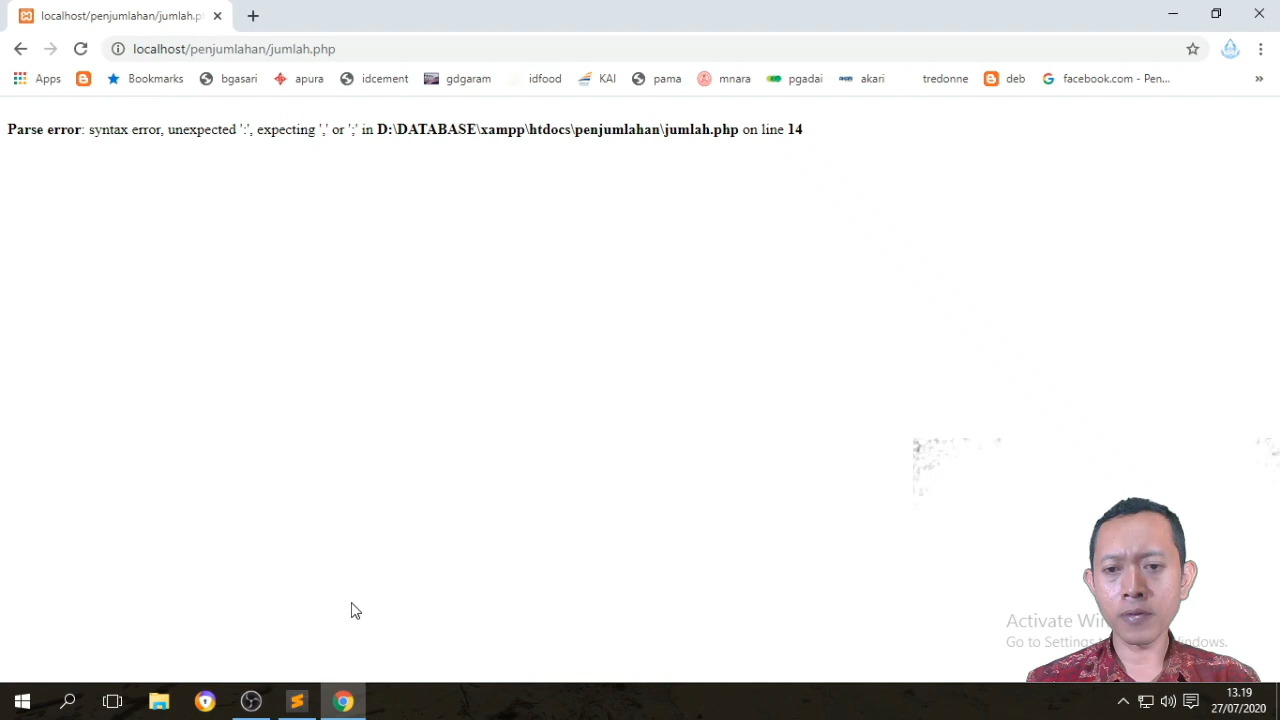 localhost/penjumlahan/jumlah.p
localhost/penjumlahan/jumlah.php
Apps Bookmarks bgasari apura idcement gdgaram idfood KAI pama mnara pgadai akari tredonne deb facebook.com - Pen... »
Parse error: syntax error, unexpected ':', expecting ',' or ';' in D:\DATABASE\xampp\htdocs\penjumlahan\jumlah.php on line 14
Activate Wi
Go to Settings indows.
13.19
27/07/2020